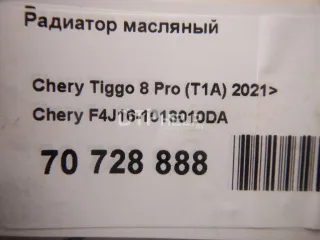 Радиатор масляный
Chery Tiggo 8 Pro (T1A) 2021>
Chery F4J16-1013010DA
70 728 888